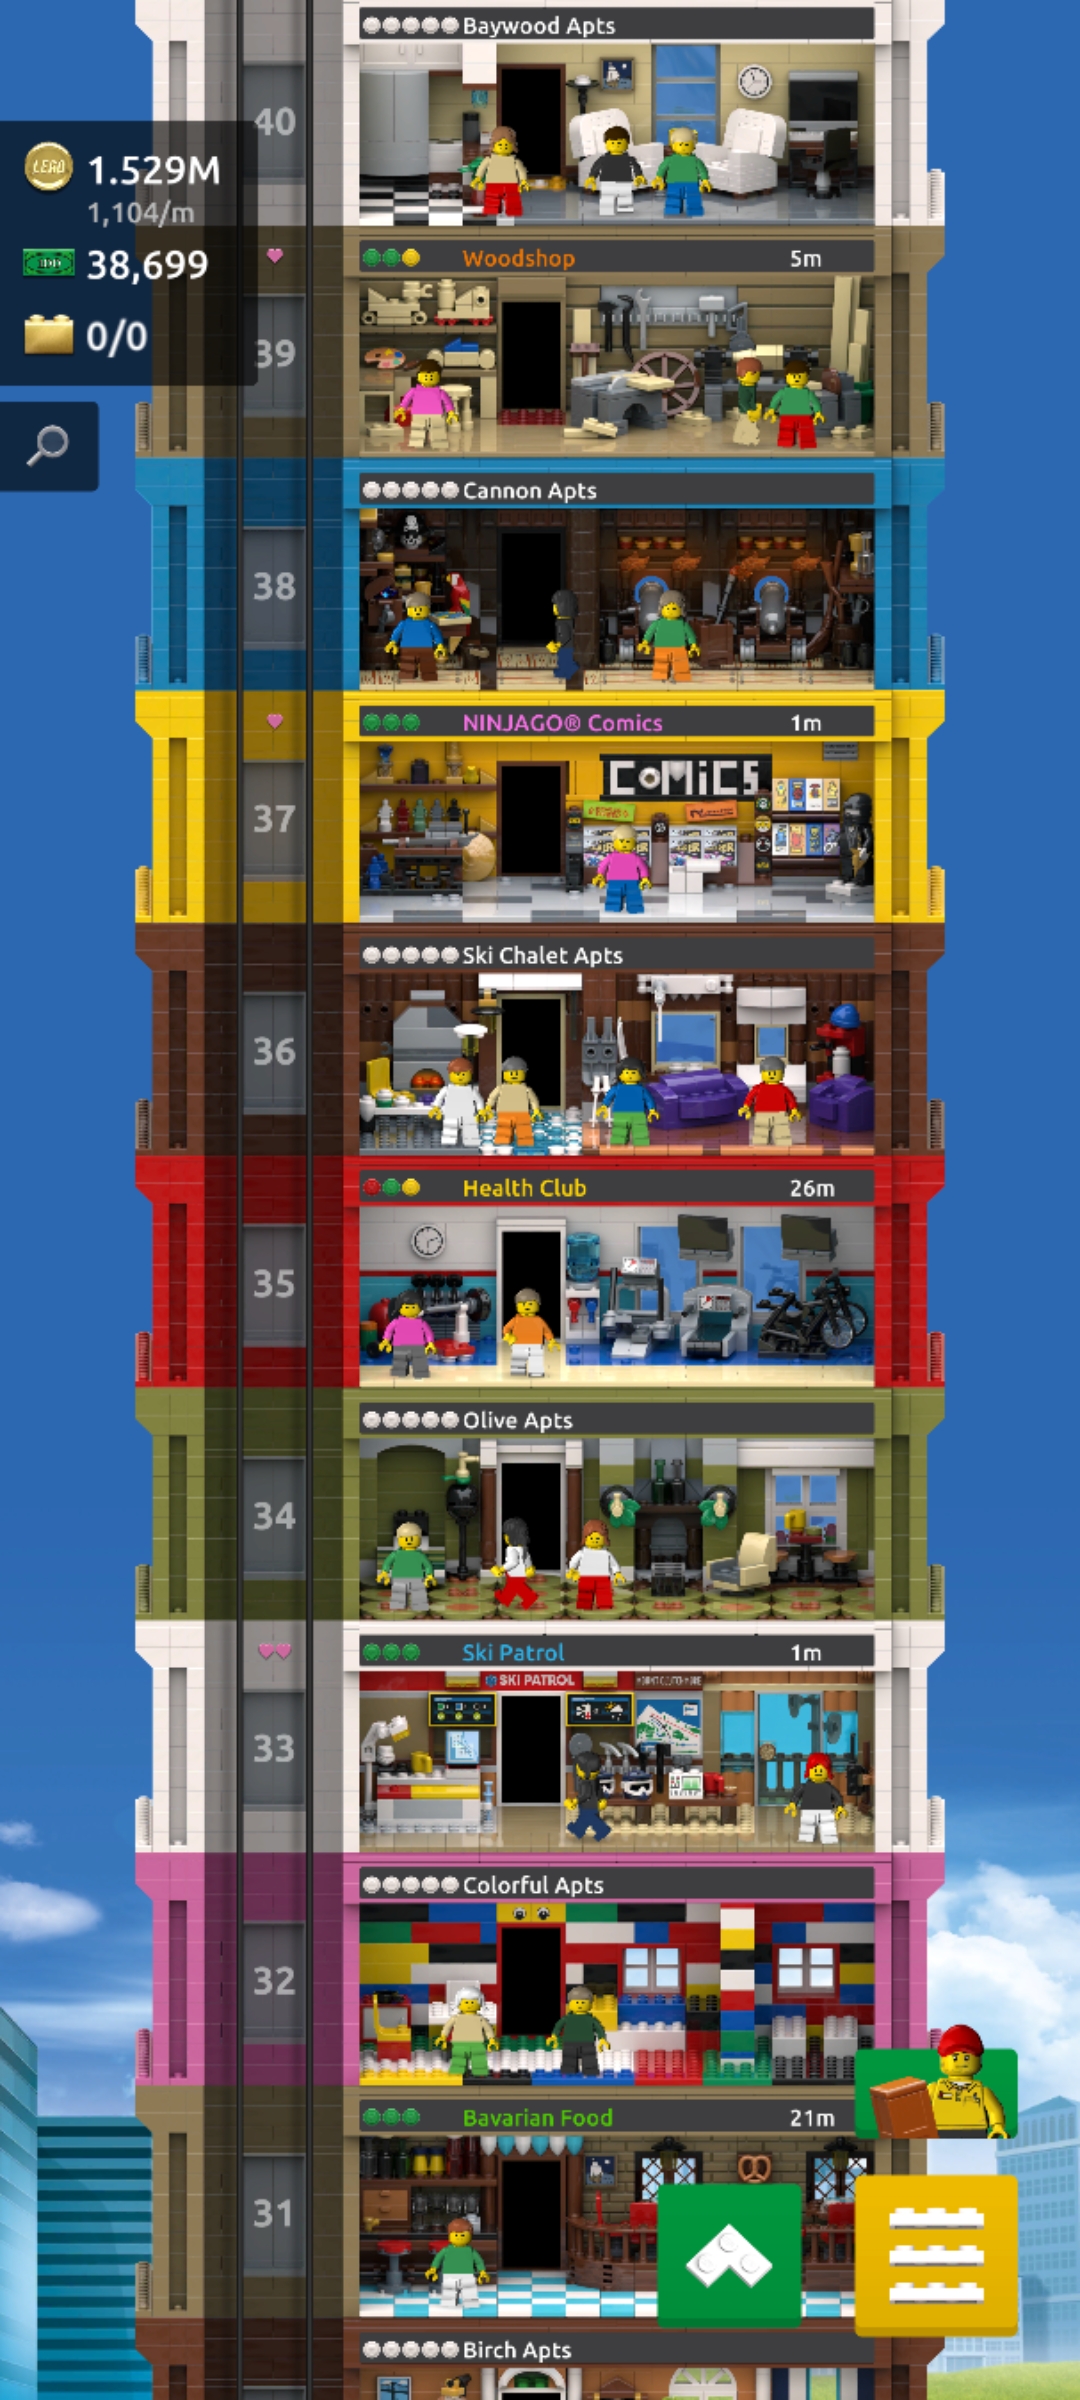 Baywood Apts
40
LEGO
1.529M
1,104/m
38,699
0/0
Woodshop 5m
39
Cannon Apts
38
NINJAGO® Comics 1m
COMiCS
37
Ski Chalet Apts
36
Health Club 26m
35
Olive Apts
34
Ski Patrol 1m
SKI PATROL
33
Colorful Apts
32
Bavarian Food 21m
31
Birch Apts